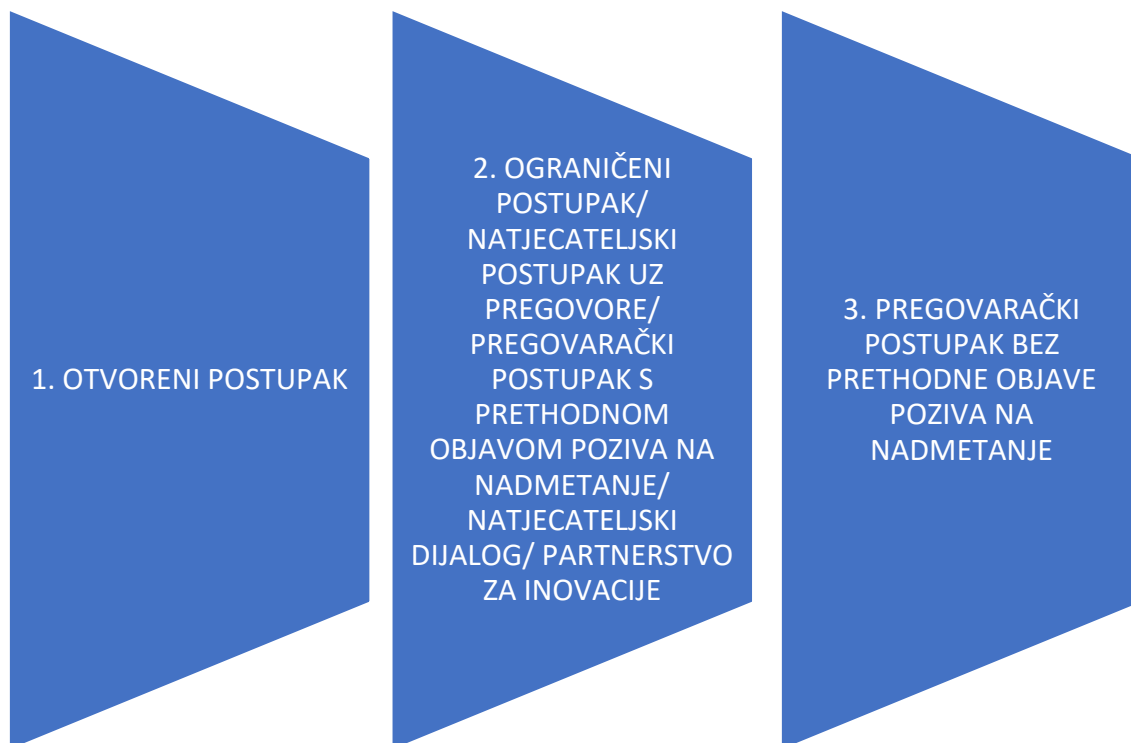 1. OTVORENI POSTUPAK
2. OGRANIČENI
POSTUPAK/
NATJECATELJSKI
POSTUPAK UZ
PREGOVORE/
PREGOVARAČKI
POSTUPAK S
PRETHODNOM
OBJAVOM POZIVA NA
NADMETANJE/
NATJECATELJSKI
DIJALOG/ PARTNERSTVO
ZA INOVACIJE
3. PREGOVARAČKI
POSTUPAK BEZ
PRETHODNE OBJAVE
POZIVA NA
NADMETANJE